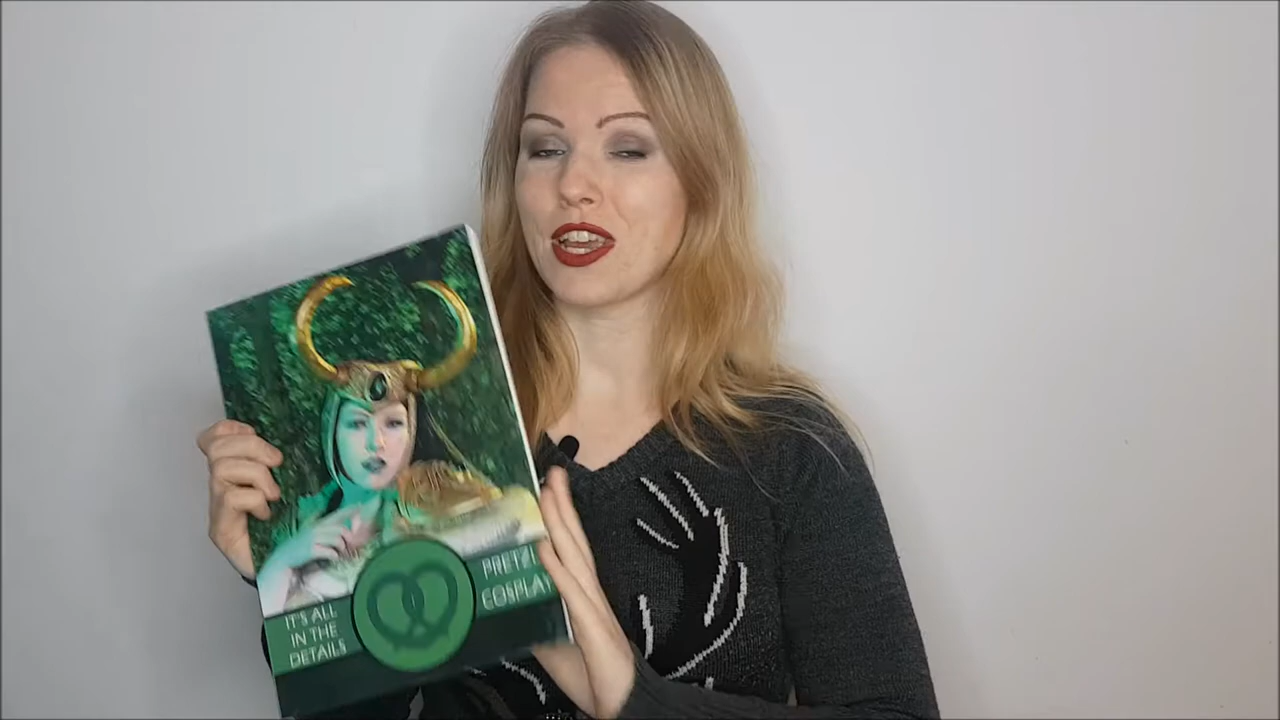 IT'S ALL
IN THE
DETAILS
PRETZL
COSPLAY